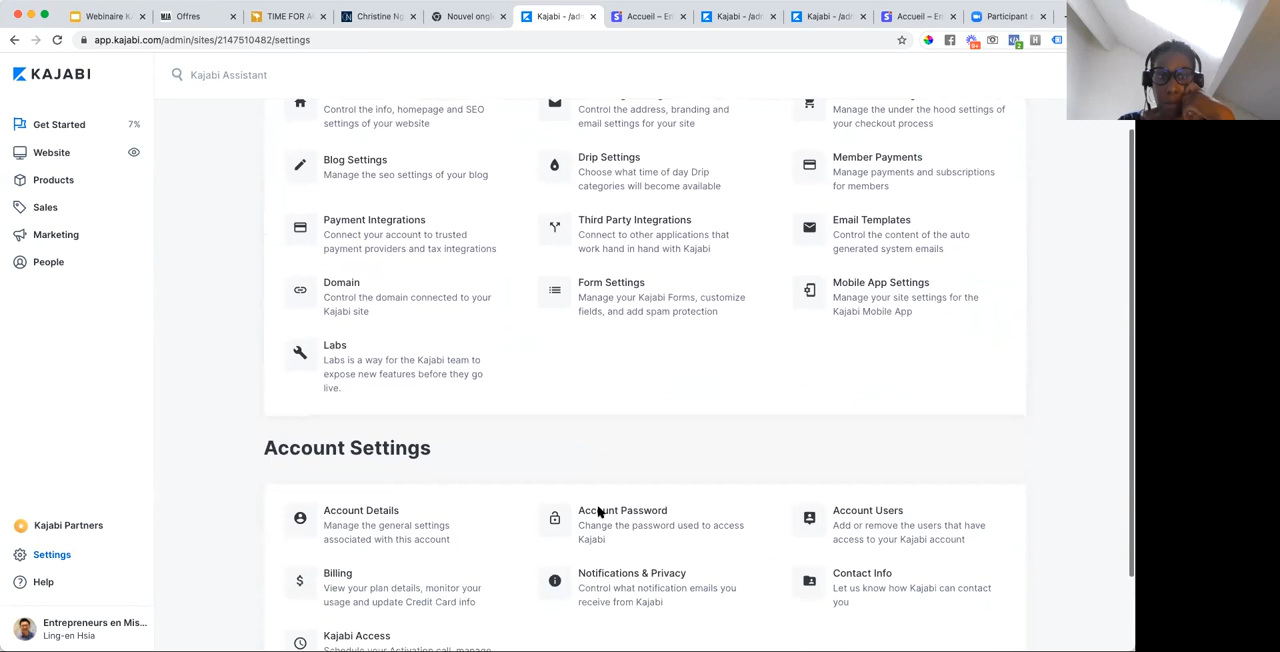 Webinaire K
MJA Offres
TIME FOR A
Christine Ng
Nouvel ongl
Kajabi - /adm
Accueil – En
Kajabi - /adn
Kajabi - /adn
Accueil – En
Participant
app.kajabi.com/admin/sites/2147510482/settings
9+
2
KAJABI
Kajabi Assistant
Get Started 7%
Website
Products
Sales
Marketing
People
Kajabi Partners
Settings
Help
Entrepreneurs en Mis...
Ling-en Hsia
Control the info, homepage and SEO
settings of your website
Control the address, branding and
email settings for your site
Manage the under the hood settings of
your checkout process
Blog Settings
Manage the seo settings of your blog
Drip Settings
Choose what time of day Drip
categories will become available
Member Payments
Manage payments and subscriptions
for members
Payment Integrations
Connect your account to trusted
payment providers and tax integrations
Third Party Integrations
Connect to other applications that
work hand in hand with Kajabi
Email Templates
Control the content of the auto
generated system emails
Domain
Control the domain connected to your
Kajabi site
Form Settings
Manage your Kajabi Forms, customize
fields, and add spam protection
Mobile App Settings
Manage your site settings for the
Kajabi Mobile App
Labs
Labs is a way for the Kajabi team to
expose new features before they go
live.
Account Settings
Account Details
Manage the general settings
associated with this account
Account Password
Change the password used to access
Kajabi
Account Users
Add or remove the users that have
access to your Kajabi account
Billing
View your plan details, monitor your
usage and update Credit Card info
Notifications & Privacy
Control what notification emails you
receive from Kajabi
Contact Info
Let us know how Kajabi can contact
you
Kajabi Access
Schedule your Activation call, manage